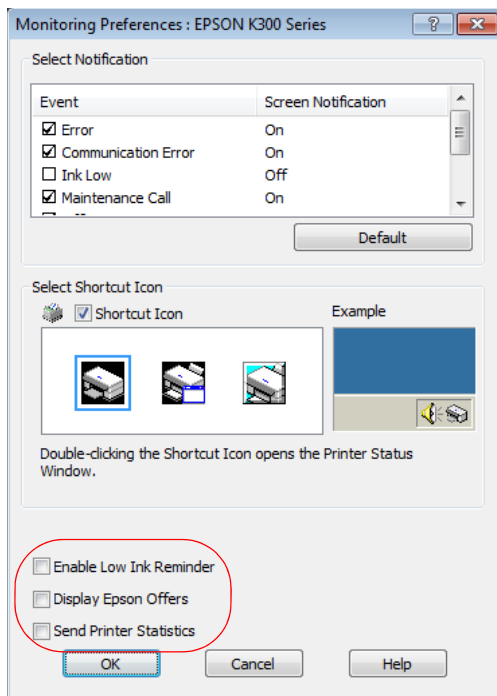 Monitoring Preferences : EPSON K300 Series
Select Notification
Event Screen Notification
Error On
Communication Error On
Ink Low Off
Maintenance Call On
Default
Select Shortcut Icon
Shortcut Icon Example
Double-clicking the Shortcut Icon opens the Printer Status
Window.
Enable Low Ink Reminder
Display Epson Offers
Send Printer Statistics
OK Cancel Help